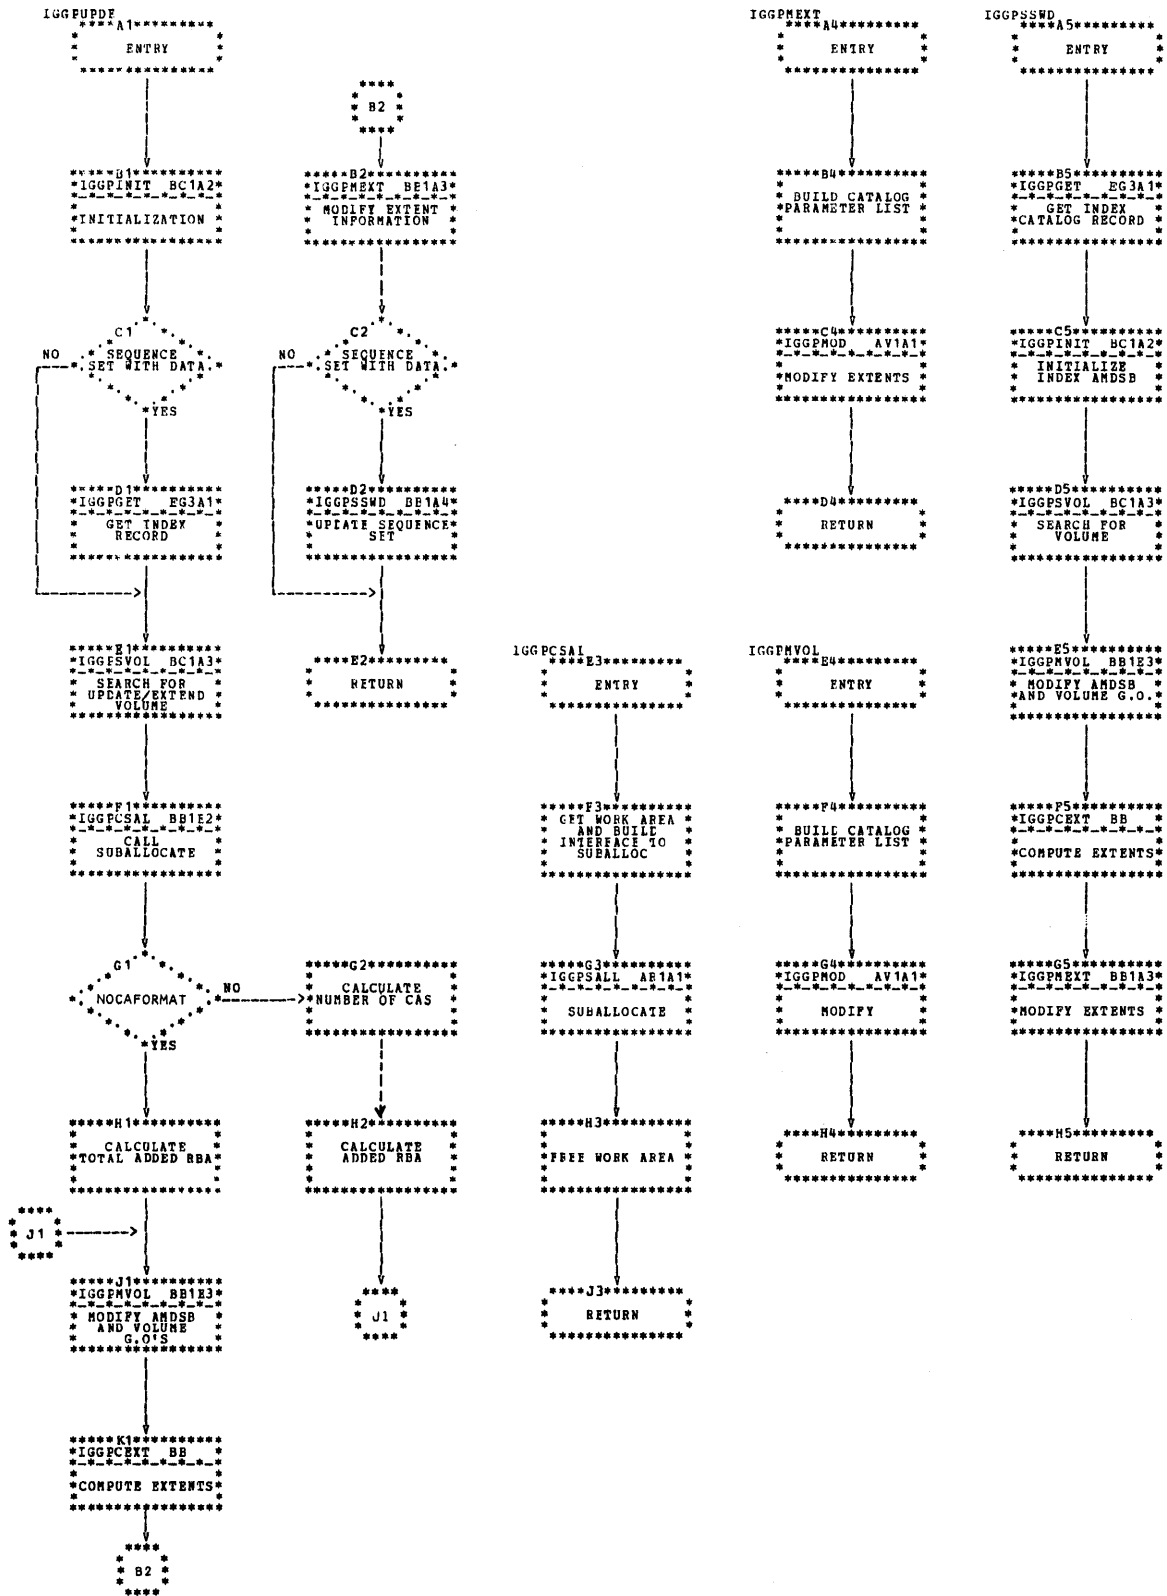 IGGPUPDE
A1
ENTRY
B1
IGGPINIT BC1A2
INITIALIZATION
C1
SEQUENCE
SET WITH DATA
NO
YES
D1
IGGPGET EG3A1
GET INDEX
RECORD
E1
IGGPSVOL BC1A3
SEARCH FOR
UPDATE/EXTEND
VOLUME
F1
IGGPCSAL BB1E2
CALL
SUBALLOCATE
G1
NOCAFORMAT
NO
YES
H1
CALCULATE
TOTAL ADDED RBA
J1
J1
IGGPMVOL BB1E3
MODIFY AMDSB
AND VOLUME
G.O'S
K1
IGGPCEXT BB
COMPUTE EXTENTS
B2
B2
B2
IGGPMEXT BB1A3
MODIFY EXTENT
INFORMATION
C2
SEQUENCE
SET WITH DATA
NO
YES
D2
IGGPSSWD BB1A4
UPDATE SEQUENCE
SET
E2
RETURN
G2
CALCULATE
NUMBER OF CAS
H2
CALCULATE
ADDED RBA
J1
IGGPCSAL
E3
ENTRY
F3
GET WORK AREA
AND BUILD
INTERFACE TO
SUBALLOC
G3
IGGPSALL AR1A1
SUBALLOCATE
H3
FREE WORK AREA
J3
RETURN
IGGPMEXT
A4
ENTRY
B4
BUILD CATALOG
PARAMETER LIST
C4
IGGPMOD AV1A1
MODIFY EXTENTS
D4
RETURN
IGGPMVOL
E4
ENTRY
F4
BUILD CATALOG
PARAMETER LIST
G4
IGGPMOD AV1A1
MODIFY
H4
RETURN
IGGPSSWD
A5
ENTRY
B5
IGGPGET EG3A1
GET INDEX
CATALOG RECORD
C5
IGGPINIT BC1A2
INITIALIZE
INDEX AMDSB
D5
IGGPSVOL BC1A3
SEARCH FOR
VOLUME
E5
IGGPMVOL BB1E3
MODIFY AMDSB
AND VOLUME G.O.
F5
IGGPCEXT BB
COMPUTE EXTENTS
G5
IGGPMEXT BB1A3
MODIFY EXTENTS
H5
RETURN